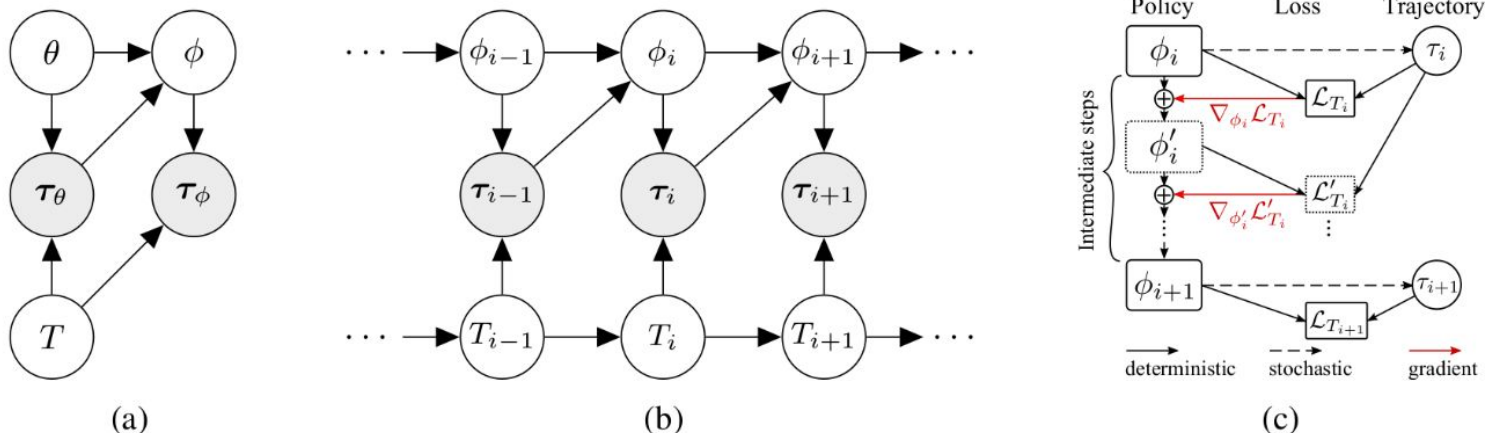 θ
φ
τ_θ
τ_φ
T
(a)
··· φ_{i−1} φ_i φ_{i+1} ···
τ_{i−1} τ_i τ_{i+1}
··· T_{i−1} T_i T_{i+1} ···
(b)
Policy Loss Trajectory
φ_i τ_i
ℒ_{T_i}
∇_{φ_i} ℒ_{T_i}
Intermediate steps
φ′_i
ℒ′_{T_i}
∇_{φ′_i} ℒ′_{T_i}
φ_{i+1} τ_{i+1}
ℒ_{T_{i+1}}
deterministic stochastic gradient
(c)